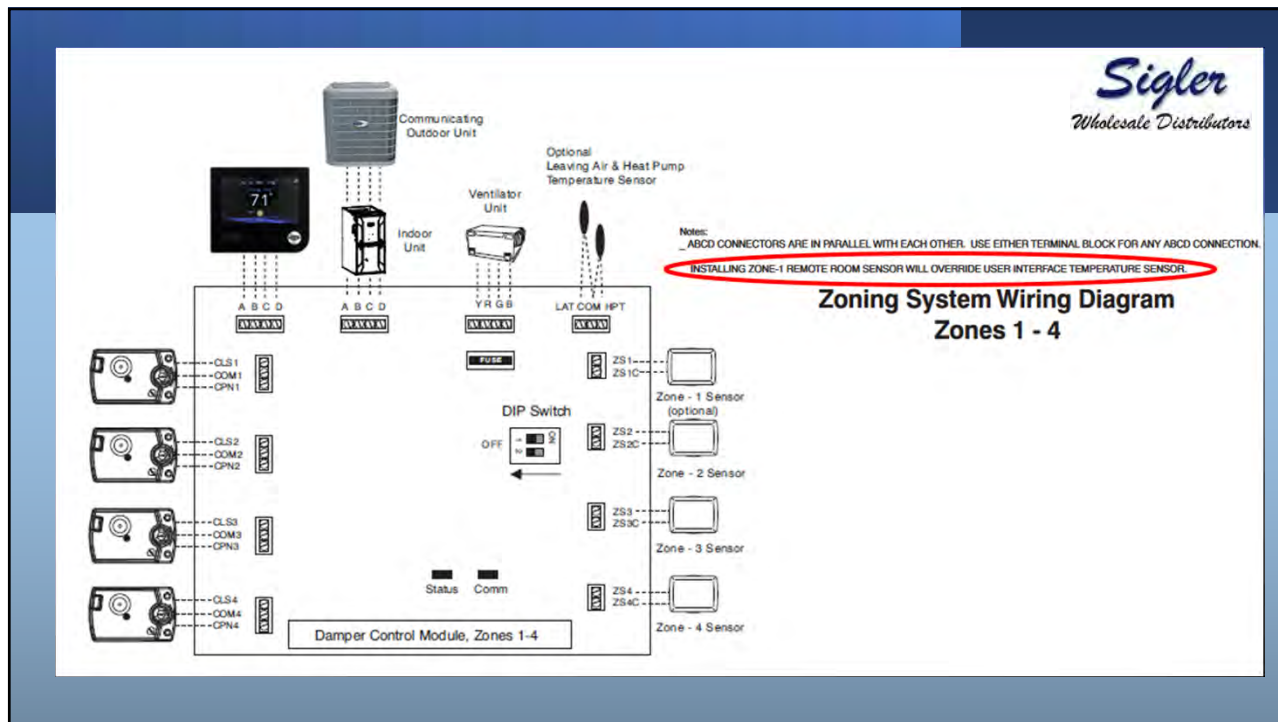 Sigler
Wholesale Distributors
Communicating
Outdoor Unit
Optional
Leaving Air & Heat Pump
Temperature Sensor
71°
Ventilator
Unit
Indoor
Unit
Notes:
_ ABCD CONNECTORS ARE IN PARALLEL WITH EACH OTHER. USE EITHER TERMINAL BLOCK FOR ANY ABCD CONNECTION.
INSTALLING ZONE-1 REMOTE ROOM SENSOR WILL OVERRIDE USER INTERFACE TEMPERATURE SENSOR.
Zoning System Wiring Diagram
Zones 1 - 4
A B C D
A B C D
Y R G B
LAT COM HPT
FUSE
CLS1
COM1
CPN1
ZS1
ZS1C
Zone - 1 Sensor
(optional)
DIP Switch
OFF
1
2
ON
CLS2
COM2
CPN2
ZS2
ZS2C
Zone - 2 Sensor
CLS3
COM3
CPN3
ZS3
ZS3C
Zone - 3 Sensor
Status
Comm
CLS4
COM4
CPN4
ZS4
ZS4C
Zone - 4 Sensor
Damper Control Module, Zones 1-4